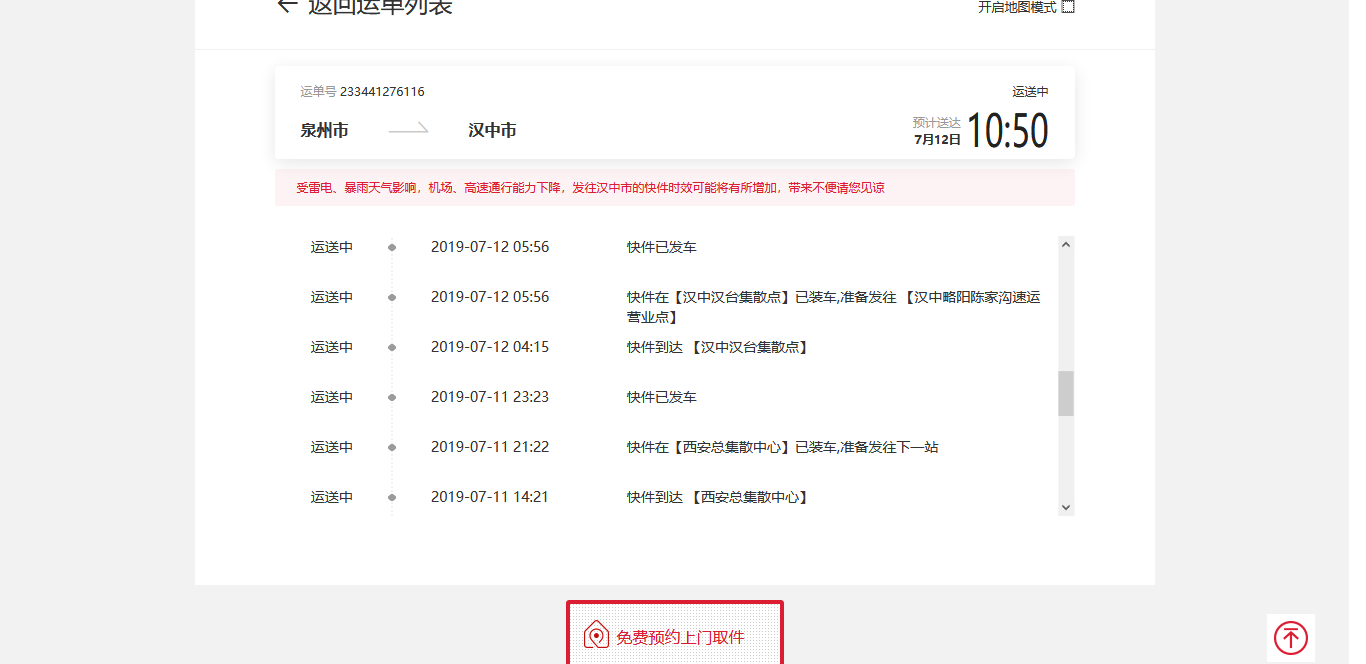 返回运单列表
开启地图模式
运单号 233441276116
运送中
泉州市
汉中市
预计送达
7月12日
10:50
受雷电、暴雨天气影响，机场、高速通行能力下降，发往汉中市的快件时效可能将有所增加，带来不便请您见谅
运送中 2019-07-12 05:56 快件已发车
运送中 2019-07-12 05:56 快件在【汉中汉台集散点】已装车,准备发往 【汉中略阳陈家沟速运
营业点】
运送中 2019-07-12 04:15 快件到达 【汉中汉台集散点】
运送中 2019-07-11 23:23 快件已发车
运送中 2019-07-11 21:22 快件在【西安总集散中心】已装车,准备发往下一站
运送中 2019-07-11 14:21 快件到达 【西安总集散中心】
免费预约上门取件